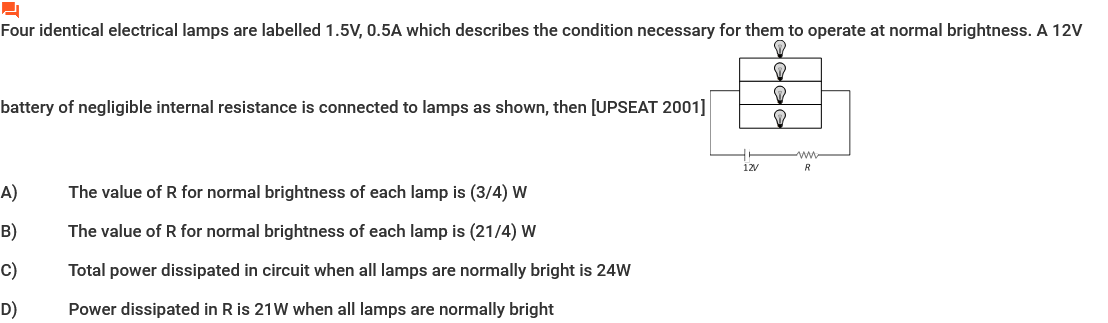 Four identical electrical lamps are labelled 1.5V, 0.5A which describes the condition necessary for them to operate at normal brightness. A 12V
battery of negligible internal resistance is connected to lamps as shown, then [UPSEAT 2001]
12V
R
A) The value of R for normal brightness of each lamp is (3/4) W
B) The value of R for normal brightness of each lamp is (21/4) W
C) Total power dissipated in circuit when all lamps are normally bright is 24W
D) Power dissipated in R is 21W when all lamps are normally bright